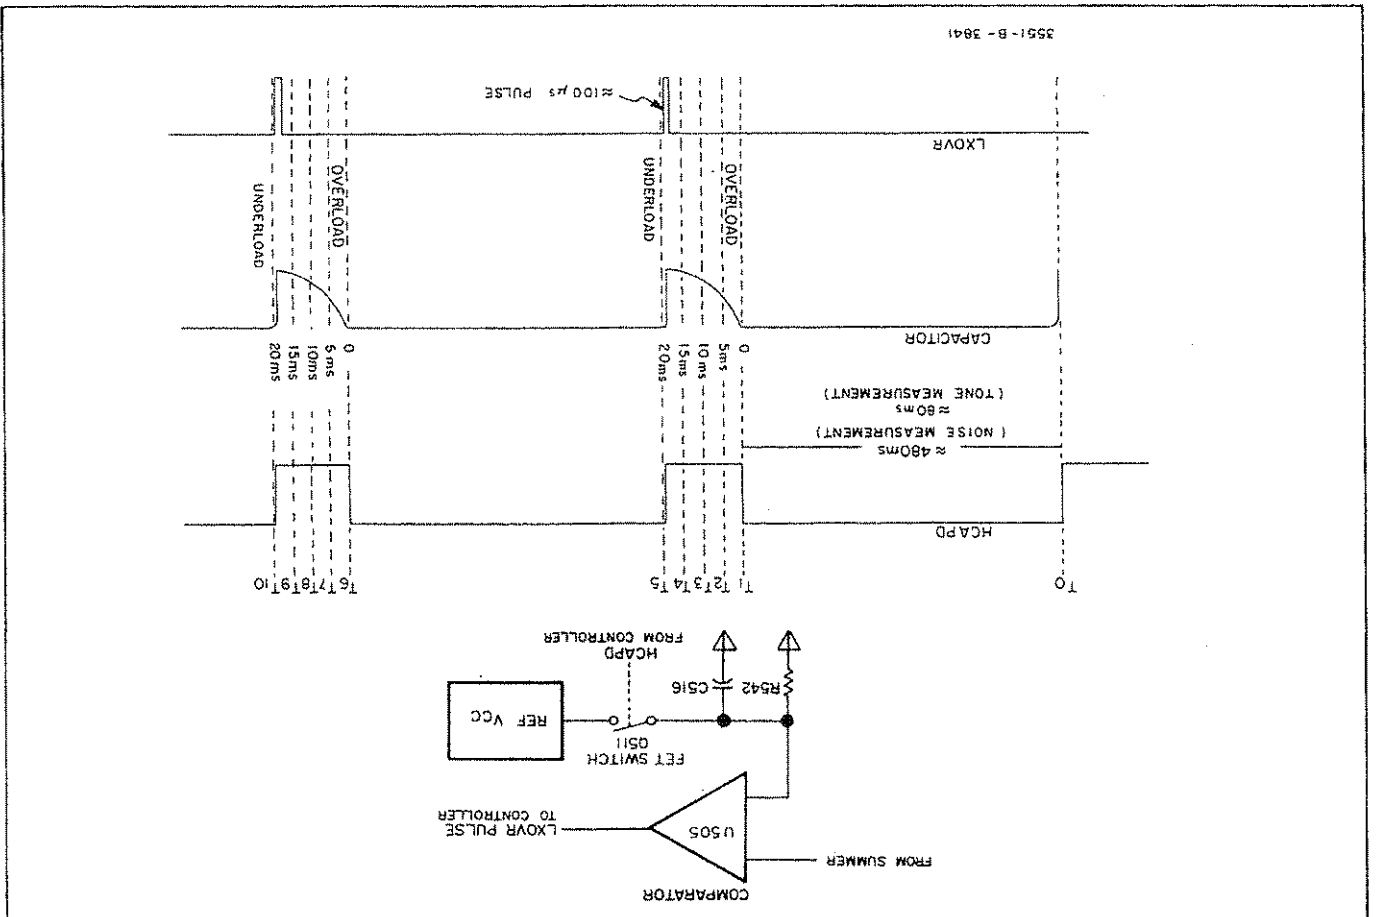 COMPARATOR
FROM SUMMER
U505
LXOVR PULSE
TO CONTROLLER
FET SWITCH
Q511
REF VCC
R542
C516
HCAPD
FROM CONTROLLER
T0
T1
T2
T3
T4
T5
T6
T7
T8
T9
T10
HCAPD
≈ 480ms
( NOISE MEASUREMENT)
≈80ms
( TONE MEASUREMENT)
CAPACITOR
0
5ms
10ms
15ms
20ms
0
5ms
10ms
15ms
20ms
OVERLOAD
UNDERLOAD
OVERLOAD
UNDERLOAD
LXOVR
≈100 µs
PULSE
3551-B-3841